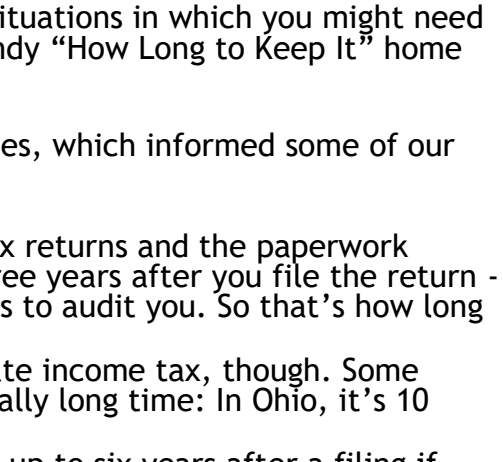 ituations in which you might need
ndy “How Long to Keep It” home
es, which informed some of our
x returns and the paperwork
ee years after you file the return -
s to audit you. So that’s how long
te income tax, though. Some
ally long time: In Ohio, it’s 10
up to six years after a filing if